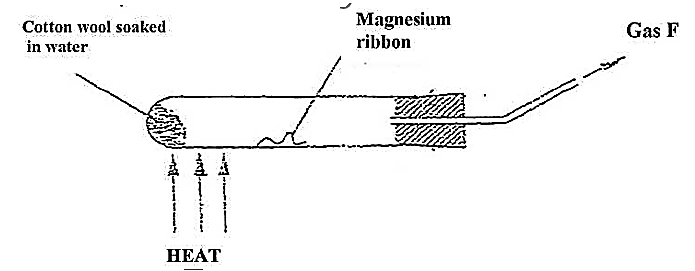 Cotton wool soaked
in water
Magnesium
ribbon
Gas F
HEAT